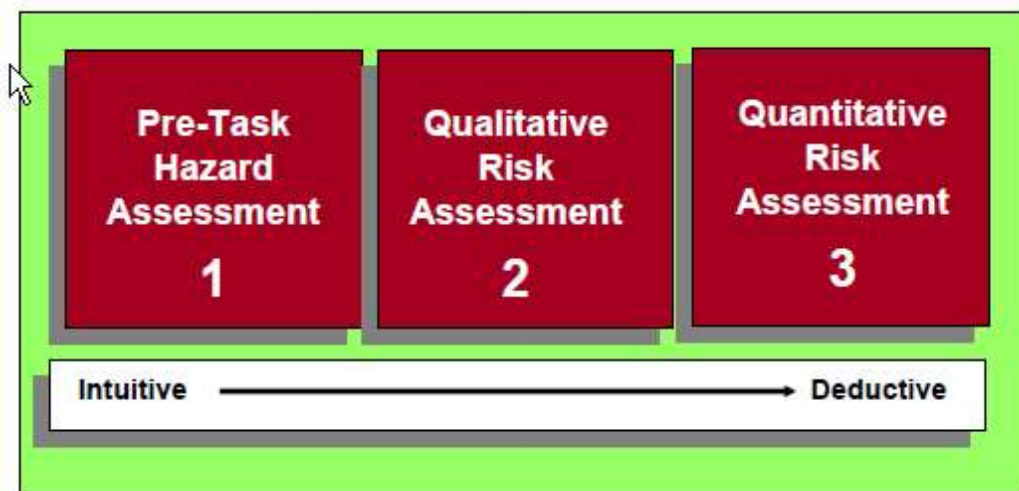 Pre-Task
Hazard
Assessment
1
Qualitative
Risk
Assessment
2
Quantitative
Risk
Assessment
3
Intuitive
Deductive